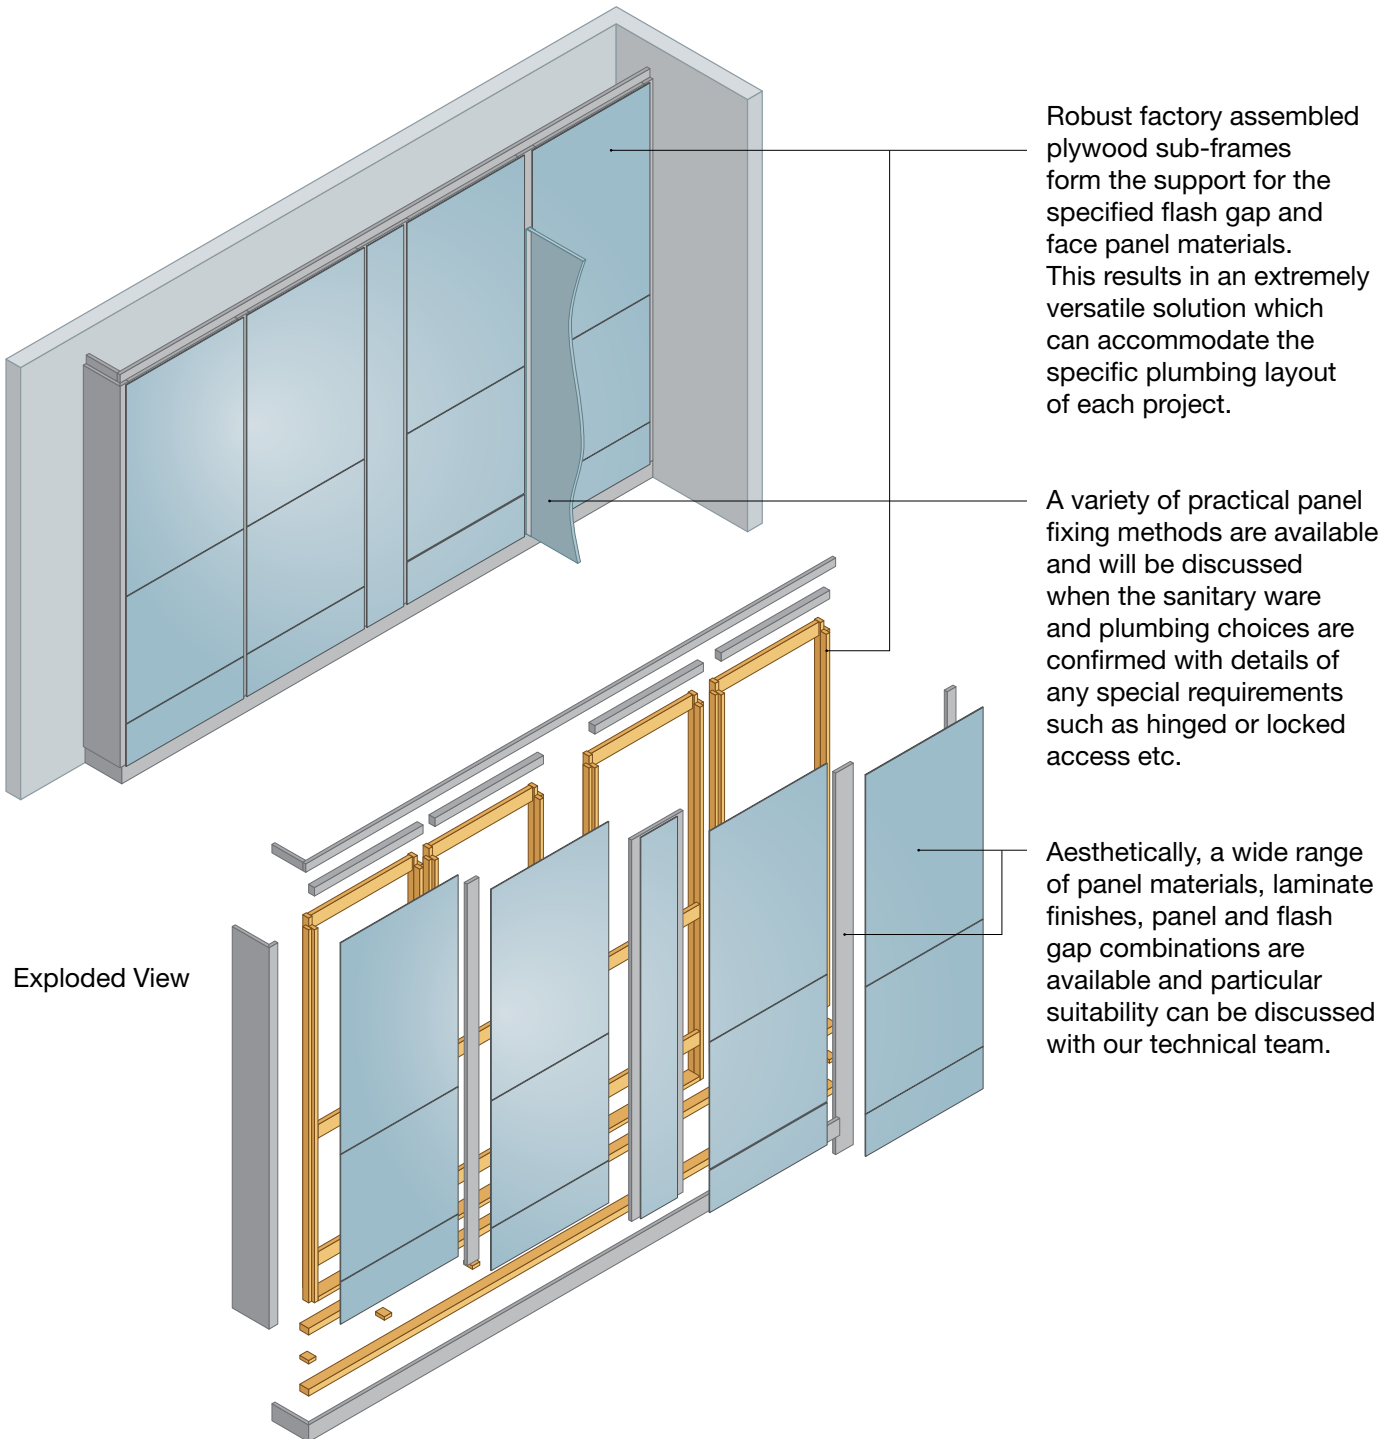 Robust factory assembled
plywood sub-frames
form the support for the
specified flash gap and
face panel materials.
This results in an extremely
versatile solution which
can accommodate the
specific plumbing layout
of each project.
A variety of practical panel
fixing methods are available
and will be discussed
when the sanitary ware
and plumbing choices are
confirmed with details of
any special requirements
such as hinged or locked
access etc.
Aesthetically, a wide range
of panel materials, laminate
finishes, panel and flash
gap combinations are
available and particular
suitability can be discussed
with our technical team.
Exploded View